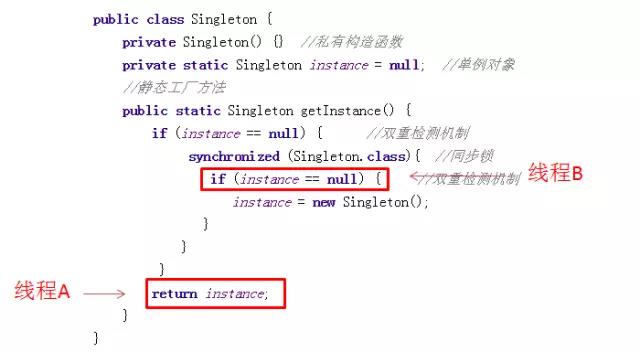 public class Singleton {
private Singleton() {} //私有构造函数
private static Singleton instance = null; //单例对象
//静态工厂方法
public static Singleton getInstance() {
if (instance == null) { //双重检测机制
synchronized (Singleton.class){ //同步锁
if (instance == null) { //双重检测机制
线程B
instance = new Singleton();
}
}
}
线程A
return instance;
}
}